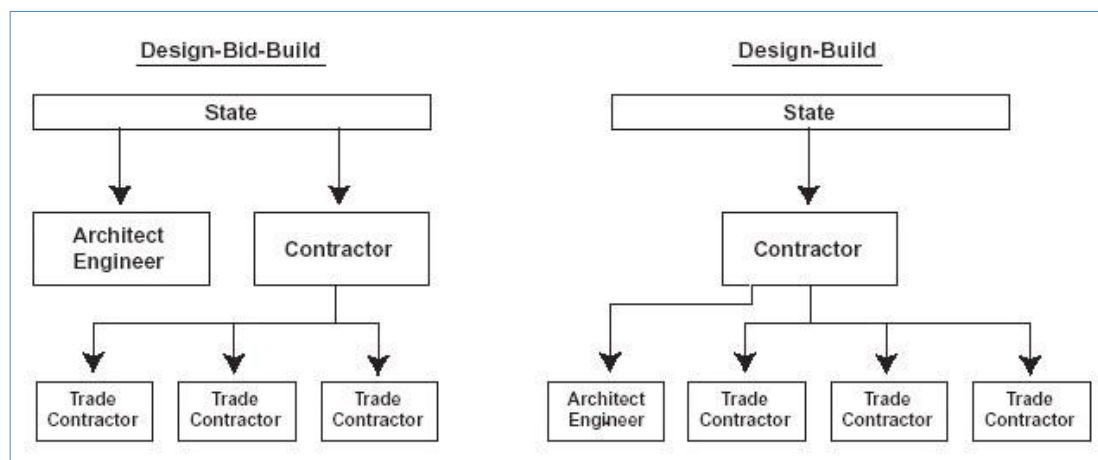 Design-Bid-Build
State
Architect
Engineer
Contractor
Trade
Contractor
Trade
Contractor
Trade
Contractor
Design-Build
State
Contractor
Architect
Engineer
Trade
Contractor
Trade
Contractor
Trade
Contractor